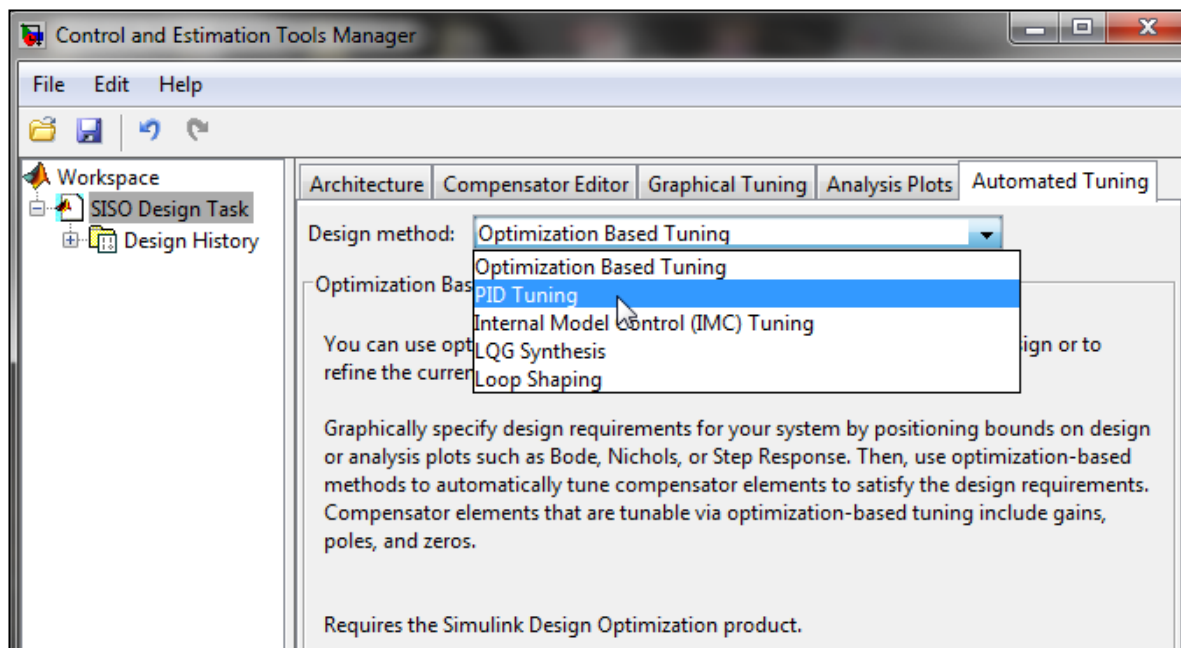 Control and Estimation Tools Manager
File Edit Help
Workspace
SISO Design Task
Design History
Architecture Compensator Editor Graphical Tuning Analysis Plots Automated Tuning
Design method: Optimization Based Tuning
Optimization Based Tuning
Optimization Bas
PID Tuning
Internal Model Control (IMC) Tuning
You can use opt ign or to
LQG Synthesis
refine the curren
Loop Shaping
Graphically specify design requirements for your system by positioning bounds on design
or analysis plots such as Bode, Nichols, or Step Response. Then, use optimization-based
methods to automatically tune compensator elements to satisfy the design requirements.
Compensator elements that are tunable via optimization-based tuning include gains,
poles, and zeros.
Requires the Simulink Design Optimization product.